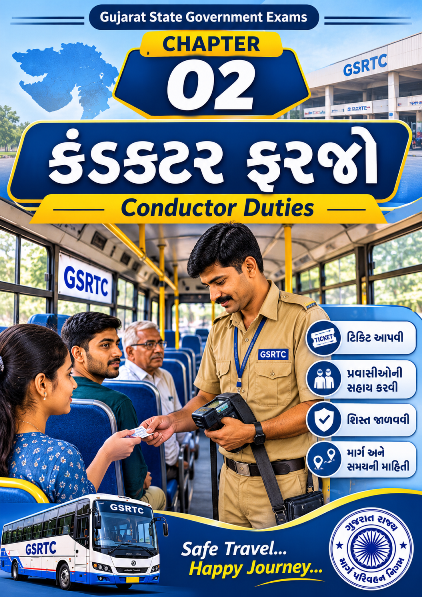 Gujarat State Government Exams
CHAPTER
02
GSRTC
GSRTC
કંડકટર ફરજો
Conductor Duties
GSRTC
GSRTC
TICKET
ટિકિટ આપવી
પ્રવાસીઓની
સહાય કરવી
શિસ્ત જાળવવી
માર્ગ અને
સમયની માહિતી
GSRTC
GSRTC
Safe Travel...
Happy Journey...
ગુજરાત રાજ્ય
માર્ગ પરિવહન નિગમ